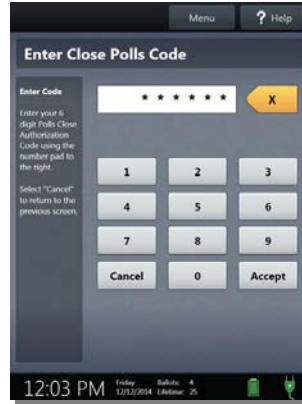 Menu
? Help
Enter Close Polls Code
Enter Code
Enter your 6
digit Polls Close
Authorization
Code using the
number pad to
the right.
Select "Cancel"
to return to the
previous screen.
* * * * * *
X
1 2 3
4 5 6
7 8 9
Cancel 0 Accept
12:03 PM
Friday Ballots: 4
12/12/2014 Lifetime: 25